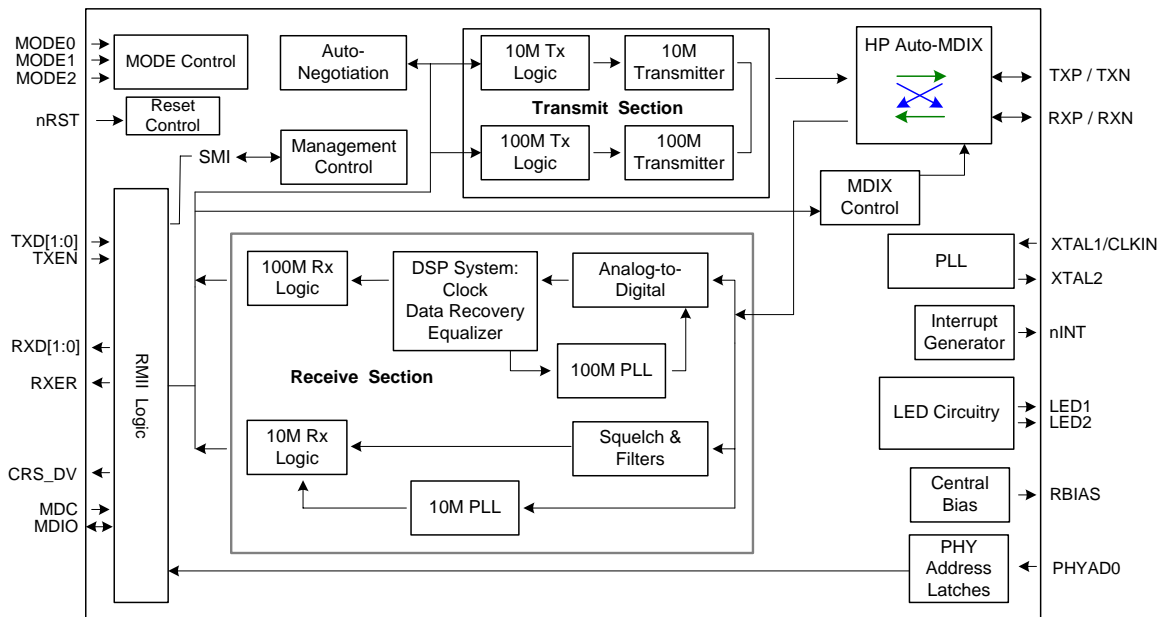 MODE0
MODE1
MODE2
MODE Control
nRST
Reset
Control
Auto-
Negotiation
SMI
Management
Control
10M Tx
Logic
10M
Transmitter
Transmit Section
100M Tx
Logic
100M
Transmitter
HP Auto-MDIX
TXP / TXN
RXP / RXN
MDIX
Control
TXD[1:0]
TXEN
RXD[1:0]
RXER
CRS_DV
MDC
MDIO
RMII Logic
100M Rx
Logic
DSP System:
Clock
Data Recovery
Equalizer
Analog-to-
Digital
100M PLL
Receive Section
10M Rx
Logic
Squelch &
Filters
10M PLL
PLL
XTAL1/CLKIN
XTAL2
Interrupt
Generator
nINT
LED Circuitry
LED1
LED2
Central
Bias
RBIAS
PHY
Address
Latches
PHYAD0